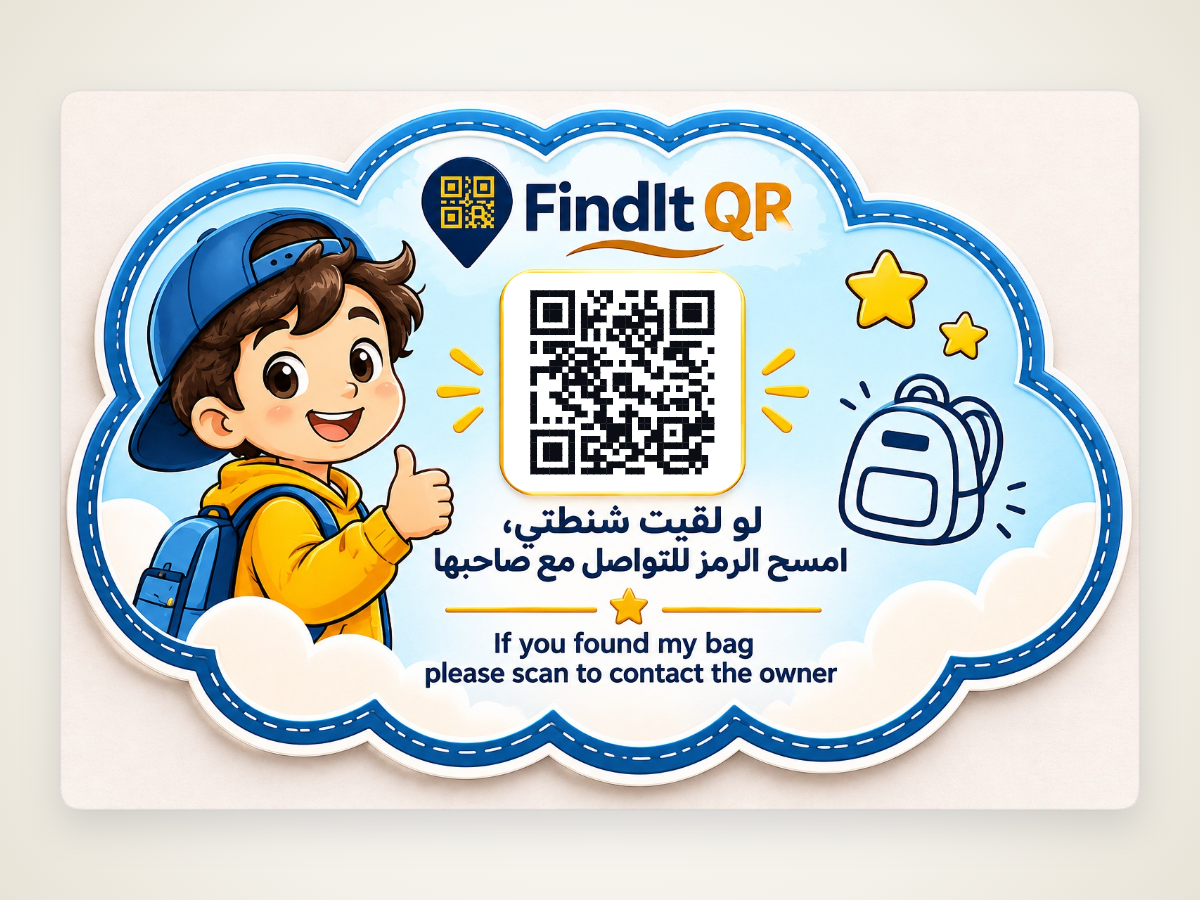 FindIt QR
لو لقيت شنطتي،
امسح الرمز للتواصل مع صاحبها
If you found my bag
please scan to contact the owner